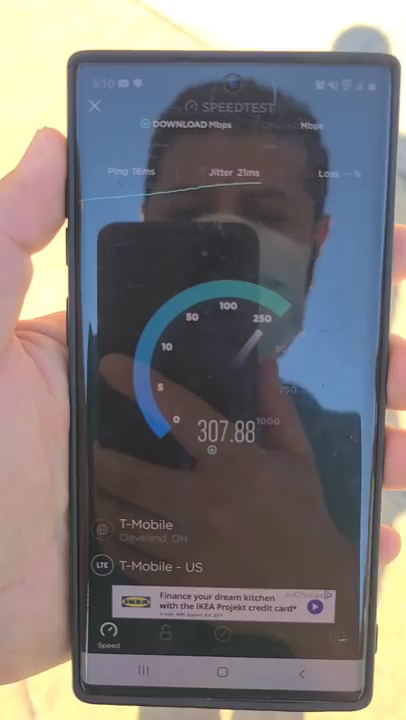 5:10
SPEEDTEST
DOWNLOAD Mbps
Mbps
Ping 16ms
Jitter 21ms
Loss -- %
0
5
10
50
100
250
500
750
1000
307.88
T-Mobile
Cleveland, OH
LTE
T-Mobile - US
IKEA
Finance your dream kitchen
with the IKEA Projekt credit card*
AdChoices
Speed